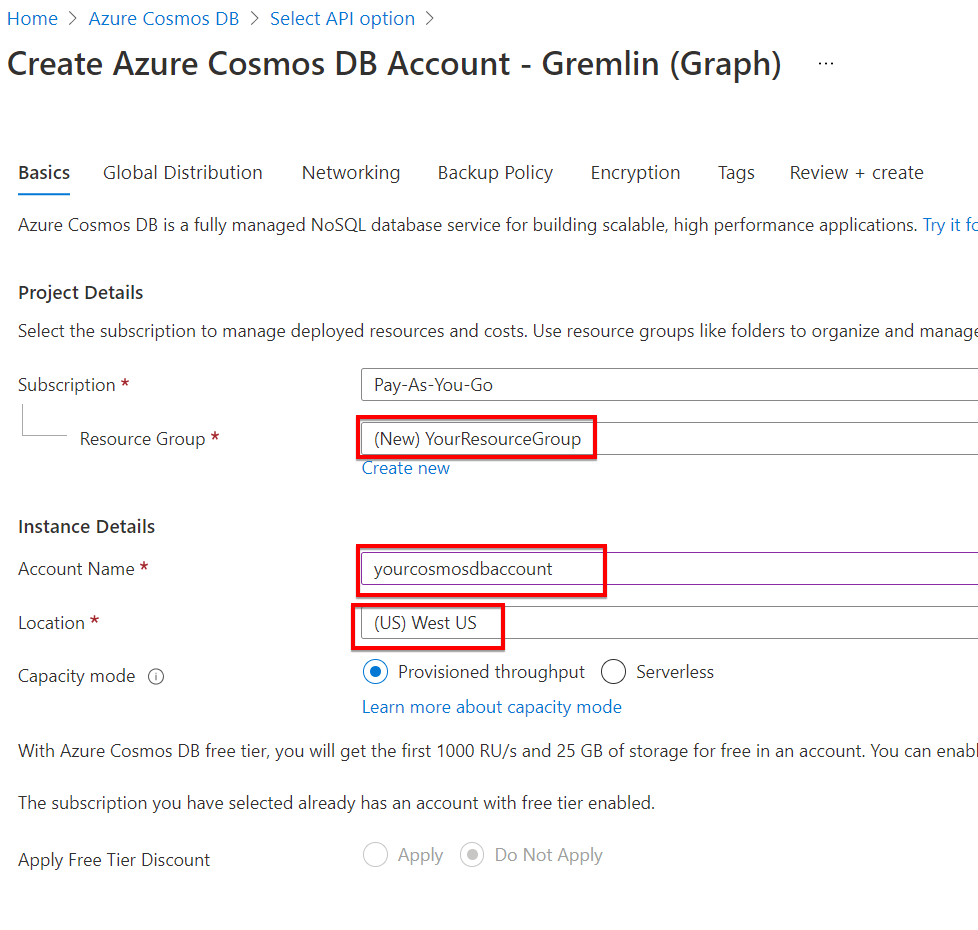 Home > Azure Cosmos DB > Select API option >
Create Azure Cosmos DB Account - Gremlin (Graph) ...
Basics Global Distribution Networking Backup Policy Encryption Tags Review + create
Azure Cosmos DB is a fully managed NoSQL database service for building scalable, high performance applications. Try it
Project Details
Select the subscription to manage deployed resources and costs. Use resource groups like folders to organize and
Subscription * Pay-As-You-Go
Resource Group * (New) YourResourceGroup
Create new
Instance Details
Account Name * yourcosmosdbaccount
Location * (US) West US
Capacity mode Provisioned throughput Serverless
Learn more about capacity mode
With Azure Cosmos DB free tier, you will get the first 1000 RU/s and 25 GB of storage for free in an account. You can
The subscription you have selected already has an account with free tier enabled.
Apply Free Tier Discount Apply Do Not Apply